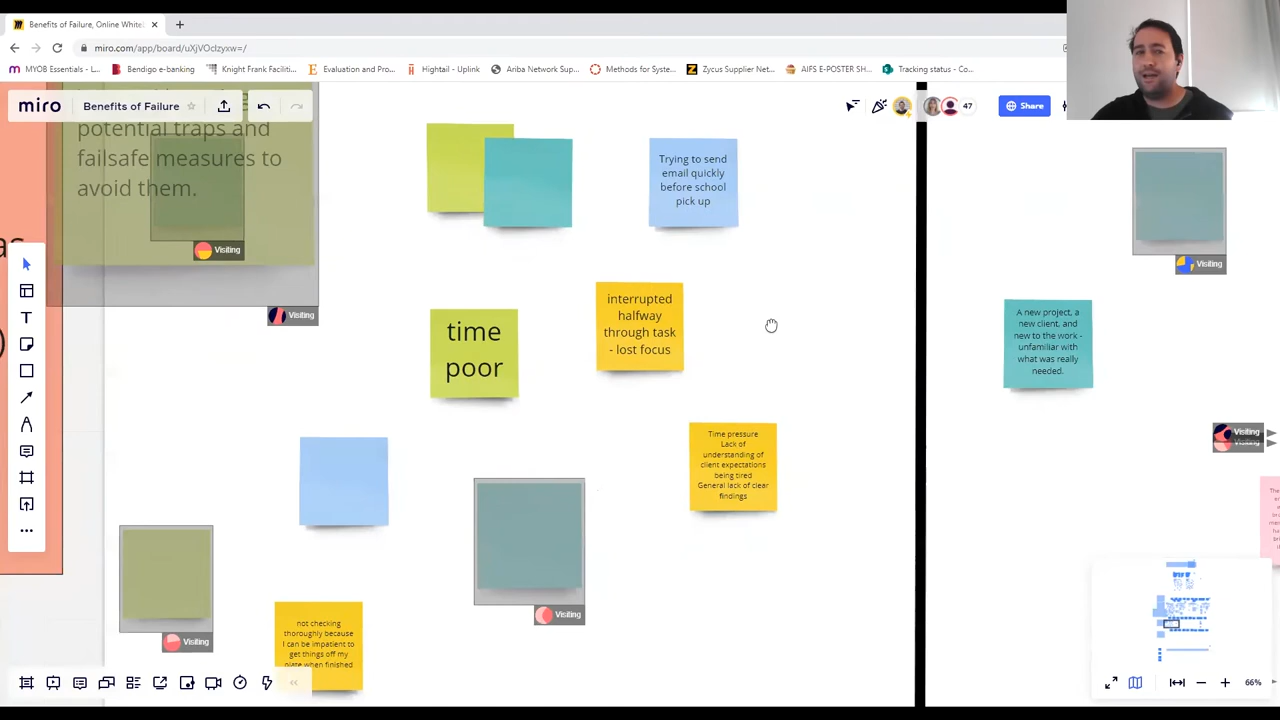 Benefits of Failure, Online White
miro.com/app/board/uXjVOclzyxw=/
MYOB Essentials - L...
Bendigo e-banking
Knight Frank Faciliti...
Evaluation and Pro...
Hightail - Uplink
Ariba Network Sup...
Methods for Syste...
Zycus Supplier Net...
AIFS E-POSTER SH...
Tracking status - Co...
miro
Benefits of Failure
47
Share
potential traps and
failsafe measures to
avoid them.
Visiting
Visiting
Trying to send
email quickly
before school
pick up
Visiting
interrupted
halfway
through task
- lost focus
time
poor
A new project, a
new client, and
new to the work -
unfamiliar with
what was really
needed.
Time pressure
Lack of
understanding of
client expectations
being tired
General lack of clear
findings
Visiting
Visiting
Visiting
Visiting
not checking
thoroughly because
I can be impatient to
get things off my
plate when finished
66%